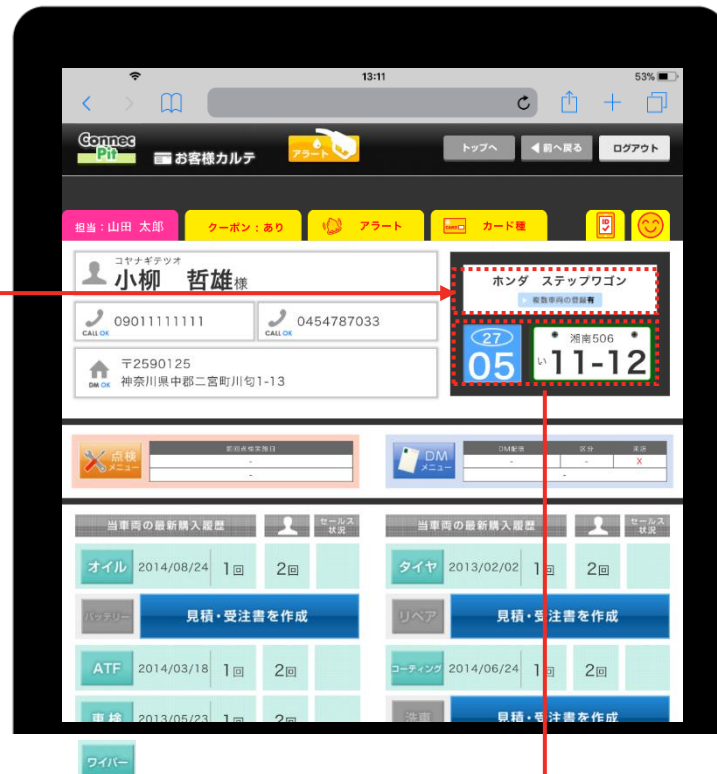 13:11
53%
Connec
Pit
お客様カルテ
アラート
トップへ
前へ戻る
ログアウト
担当：山田 太郎
クーポン：あり
アラート
カード種
コヤナギテツオ
小柳 哲雄様
ホンダ ステップワゴン
複数車両の登録有
CALL OK
09011111111
CALL OK
0454787033
27
05
湘南506
い 11-12
DM OK
〒2590125
神奈川県中郡二宮町川匂1-13
点検
メニュー
前回点検実施日
-
-
DM
メニュー
DM配信
区分
来店
-
-
X
-
当車両の最新購入履歴
セールス
状況
当車両の最新購入履歴
セールス
状況
オイル 2014/08/24 1回 2回
タイヤ 2013/02/02 1回 2回
バッテリー 見積・受注書を作成
リペア 見積・受注書を作成
ATF 2014/03/18 1回 2回
コーティング 2014/06/24 1回 2回
車検 2013/05/23 1回 2回
洗車 見積・受注書を作成
ワイパー